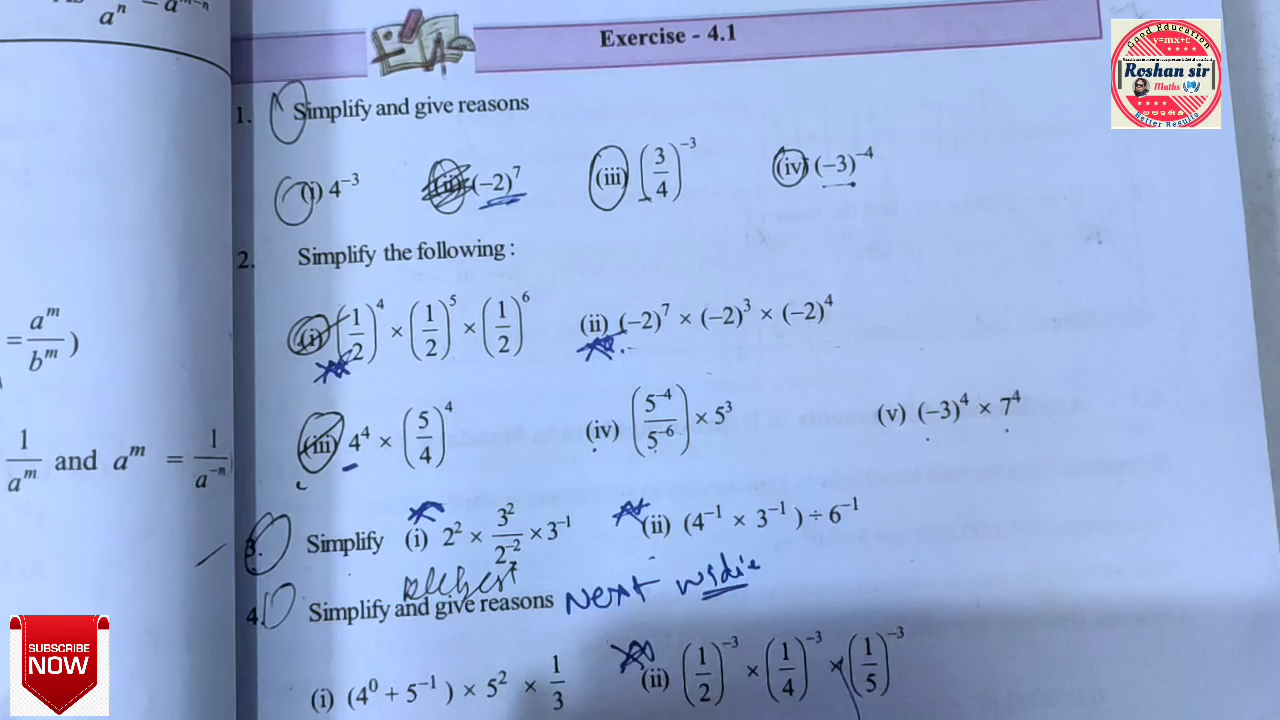 aⁿ = aᵐ⁻ⁿ
Exercise - 4.1
Good Education
y=mx+c
Roshan sir
Maths
Better Results
1. Simplify and give reasons
(i) 4⁻³ (ii) (−2)⁷ (iii) (3/4)⁻³ (iv) (−3)⁻⁴
2. Simplify the following :
(i) (1/2)⁴ × (1/2)⁵ × (1/2)⁶ (ii) (−2)⁷ × (−2)³ × (−2)⁴
= aᵐ/bᵐ )
(iii) 4⁴ × (5/4)⁴ (iv) (5⁻⁴/5⁻⁶) × 5³ (v) (−3)⁴ × 7⁴
1/aᵐ and aᵐ = 1/a⁻ᵐ
3. Simplify (i) 2² × 3²/2⁻² × 3⁻¹ (ii) (4⁻¹ × 3⁻¹) ÷ 6⁻¹
4. Simplify and give reasons Next
(i) (4⁰ + 5⁻¹) × 5² × 1/3 (ii) (1/2)⁻³ × (1/4)⁻³ × (1/5)⁻³
SUBSCRIBE
NOW